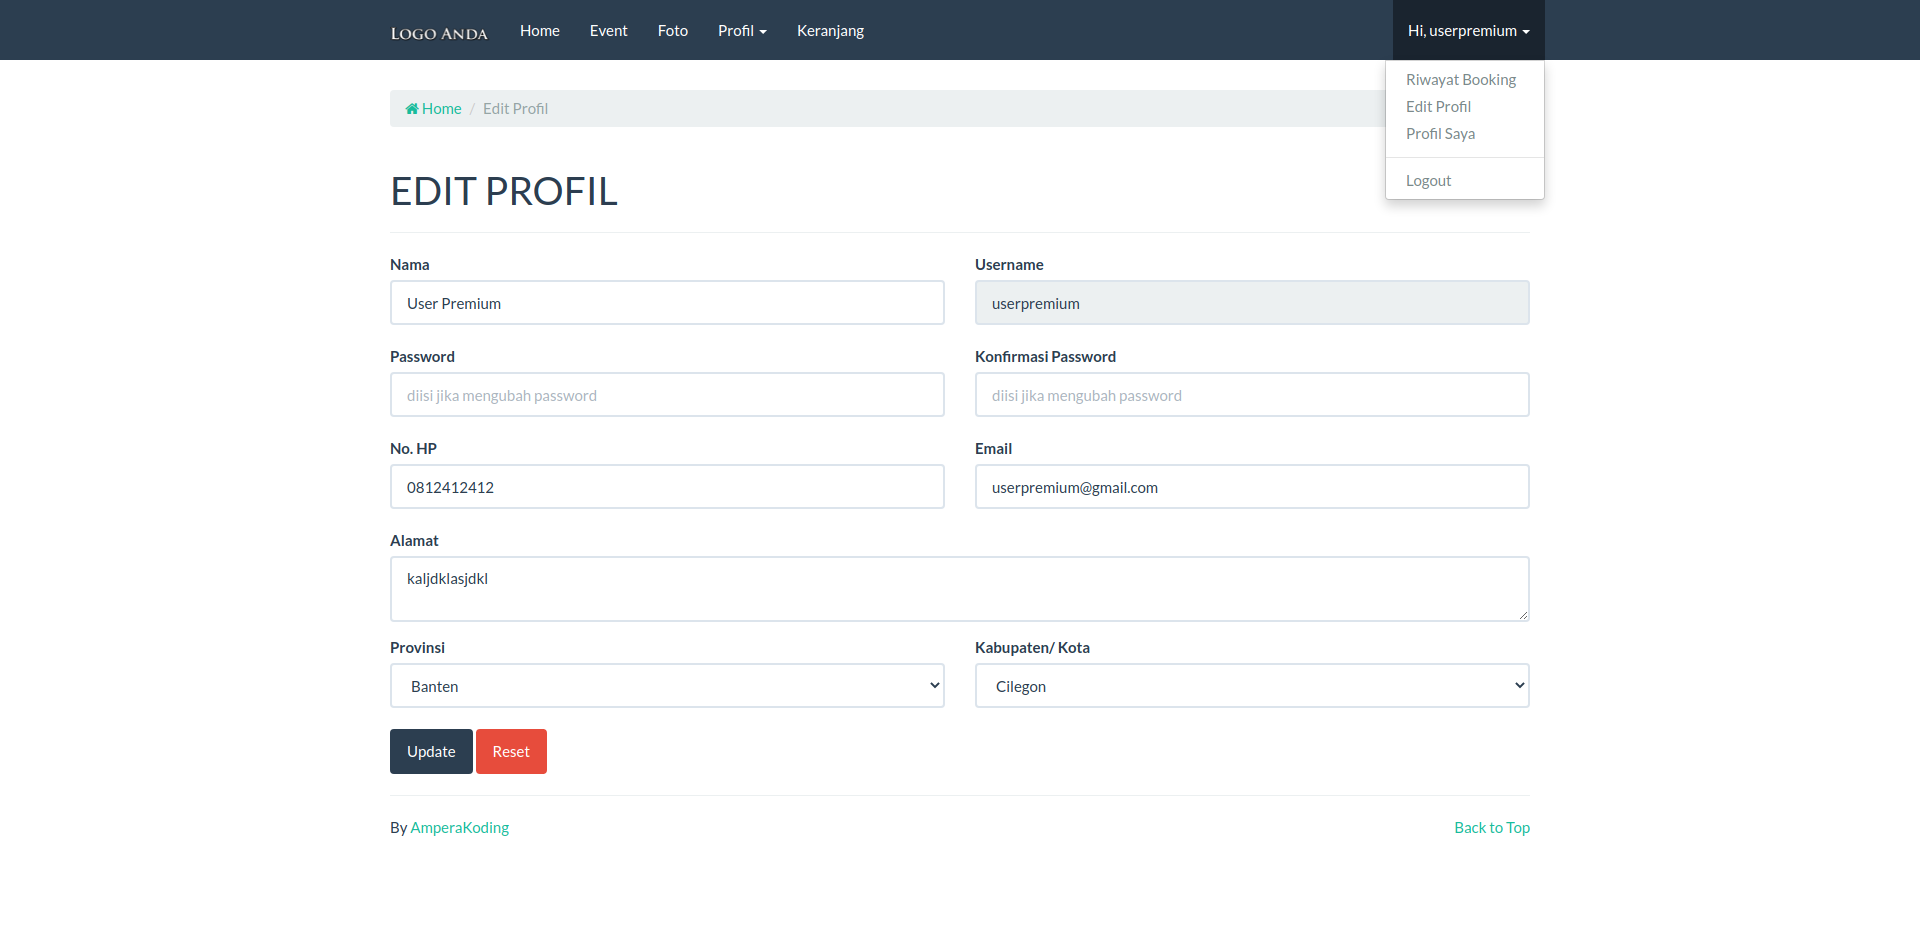 LOGO ANDA Home Event Foto Profil Keranjang Hi, userpremium
Riwayat Booking
Edit Profil
Profil Saya
Logout
Home / Edit Profil
EDIT PROFIL
Nama Username
User Premium userpremium
Password Konfirmasi Password
diisi jika mengubah password diisi jika mengubah password
No. HP Email
0812412412 userpremium@gmail.com
Alamat
kaljdklasjdkl
Provinsi Kabupaten/ Kota
Banten Cilegon
Update Reset
By AmperaKoding Back to Top